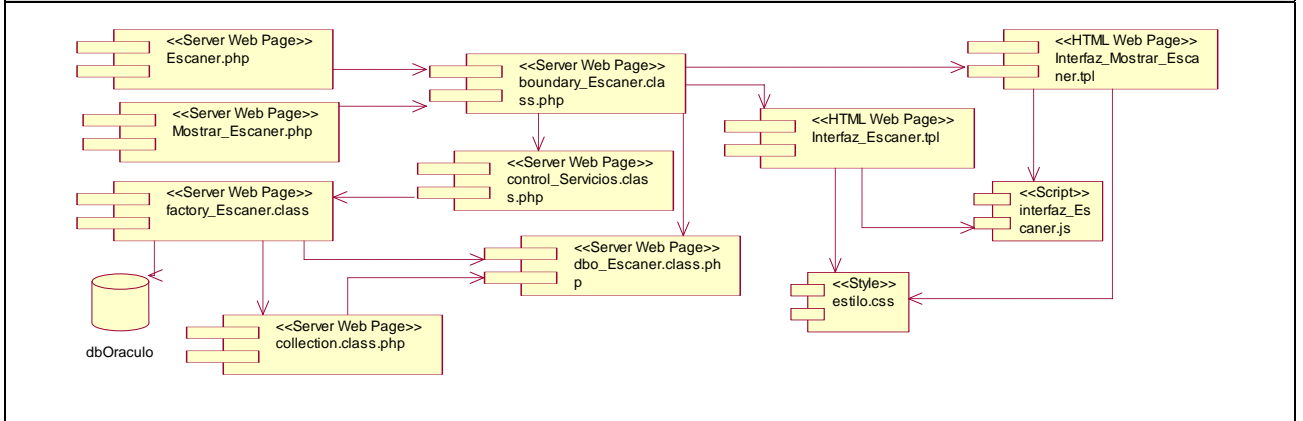 <<Server Web Page>>
Escaner.php
<<Server Web Page>>
Mostrar_Escaner.php
<<Server Web Page>>
boundary_Escaner.cla
ss.php
<<HTML Web Page>>
Interfaz_Mostrar_Esca
ner.tpl
<<HTML Web Page>>
Interfaz_Escaner.tpl
<<Server Web Page>>
control_Servicios.clas
s.php
<<Server Web Page>>
factory_Escaner.class
<<Script>>
interfaz_Es
caner.js
<<Server Web Page>>
dbo_Escaner.class.ph
p
<<Style>>
estilo.css
<<Server Web Page>>
collection.class.php
dbOraculo